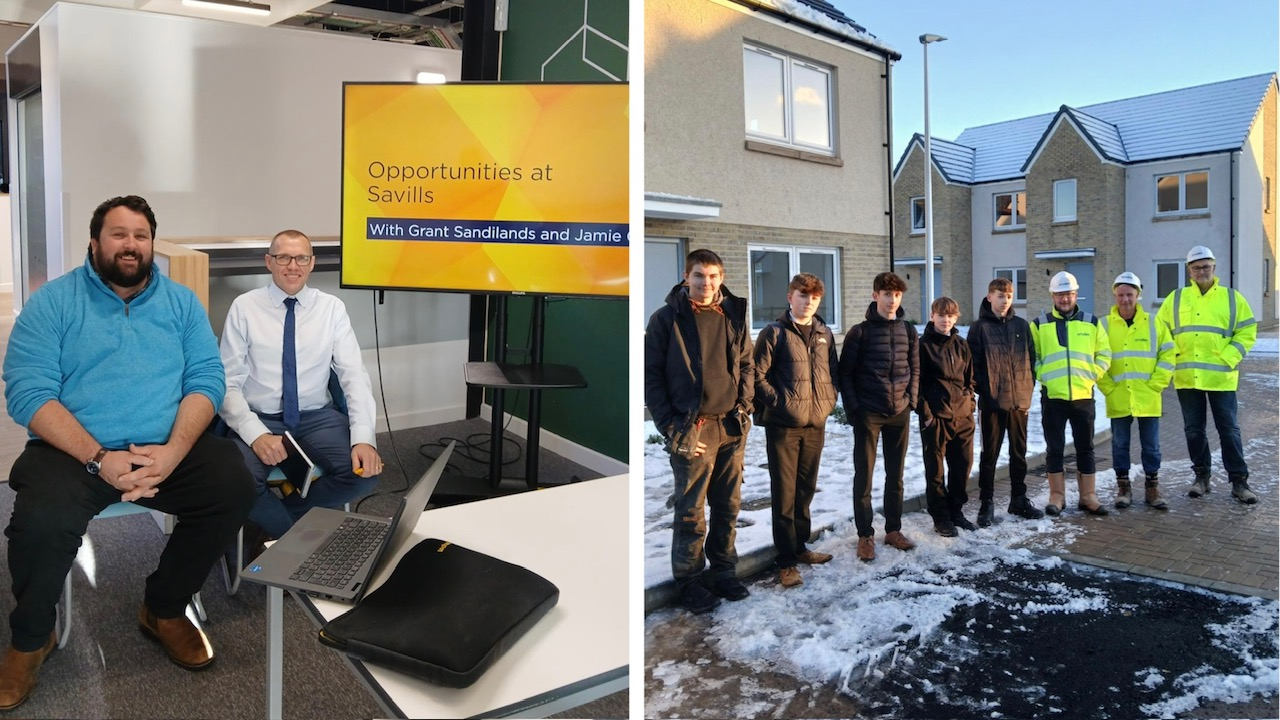 Opportunities at
Savills
With Grant Sandilands and Jamie